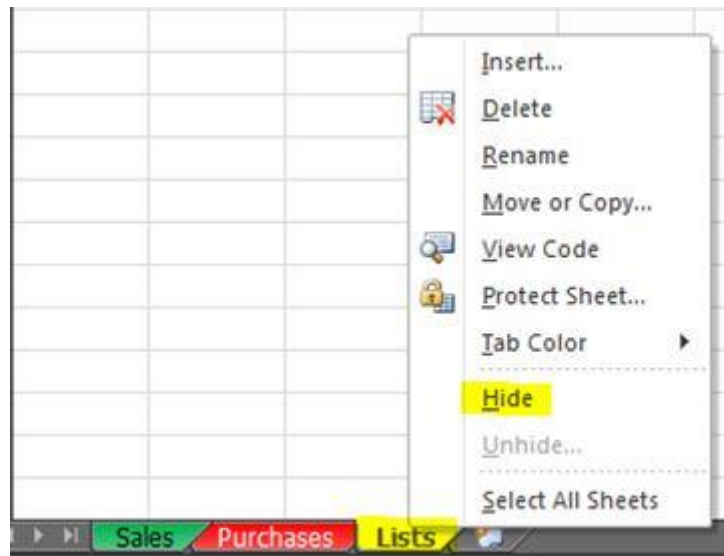 Insert...
Delete
Rename
Move or Copy...
View Code
Protect Sheet...
Tab Color
Hide
Unhide...
Select All Sheets
Sales Purchases Lists